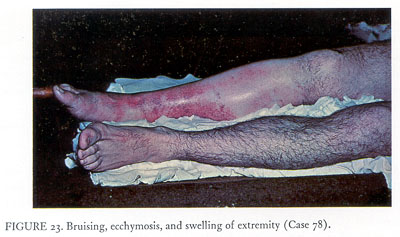 FIGURE 23. Bruising, ecchymosis, and swelling of extremity (Case 78).